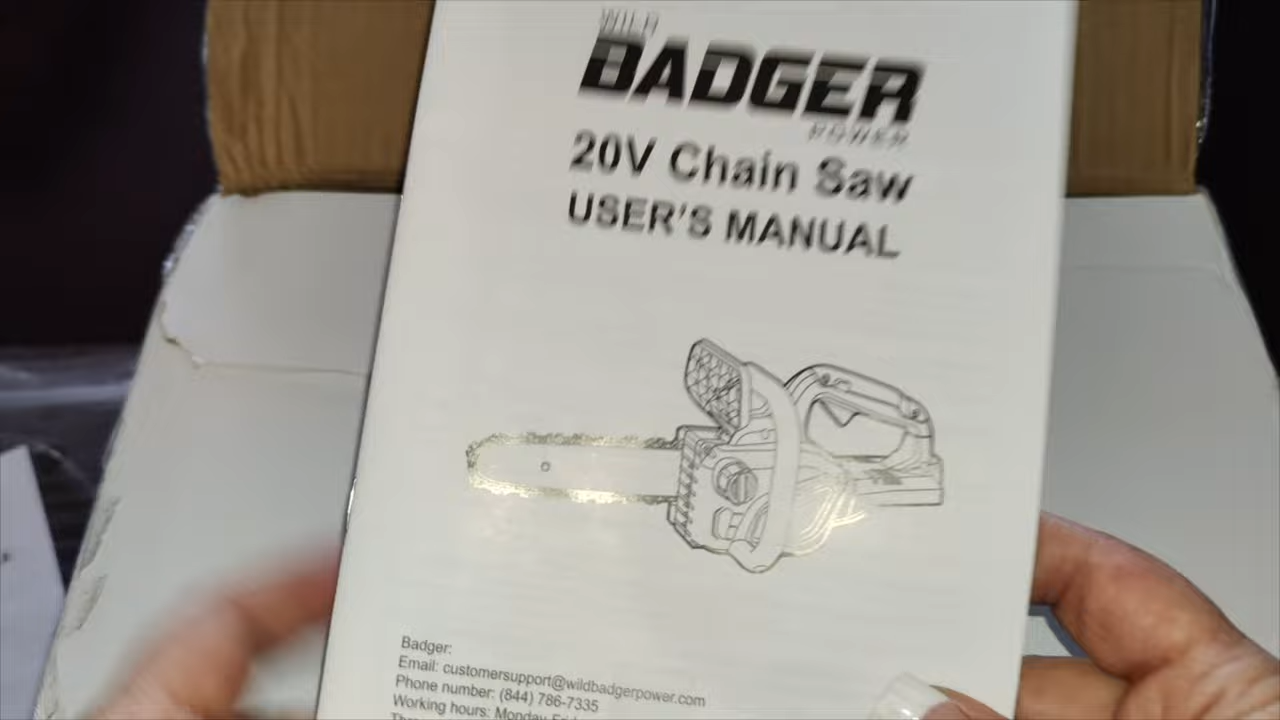 WILD
BADGER
POWER
20V Chain Saw
USER'S MANUAL
Badger:
Email: customersupport@wildbadgerpower.com
Phone number: (844) 786-7335
Working hours: Monday-Frid